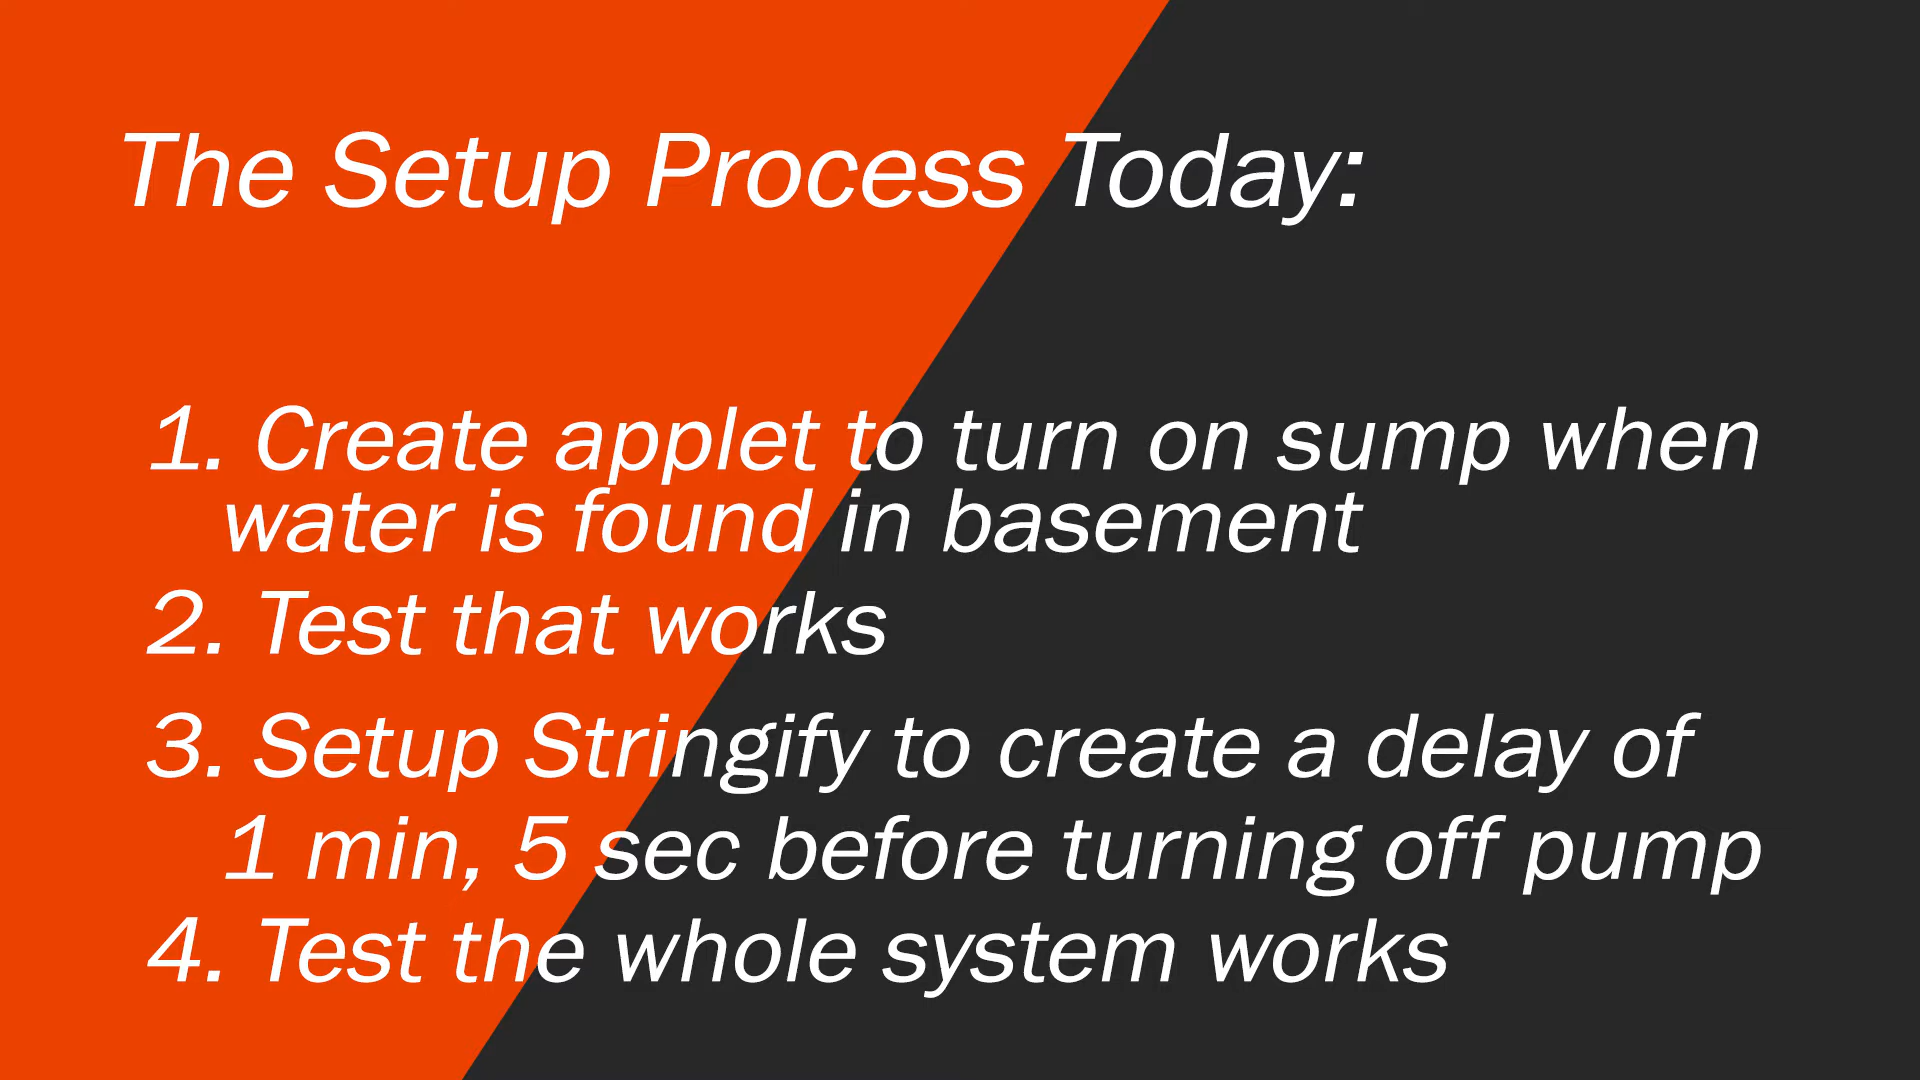 The Setup Process Today:
1. Create applet to turn on sump when
water is found in basement
2. Test that works
3. Setup Stringify to create a delay of
1 min, 5 sec before turning off pump
4. Test the whole system works